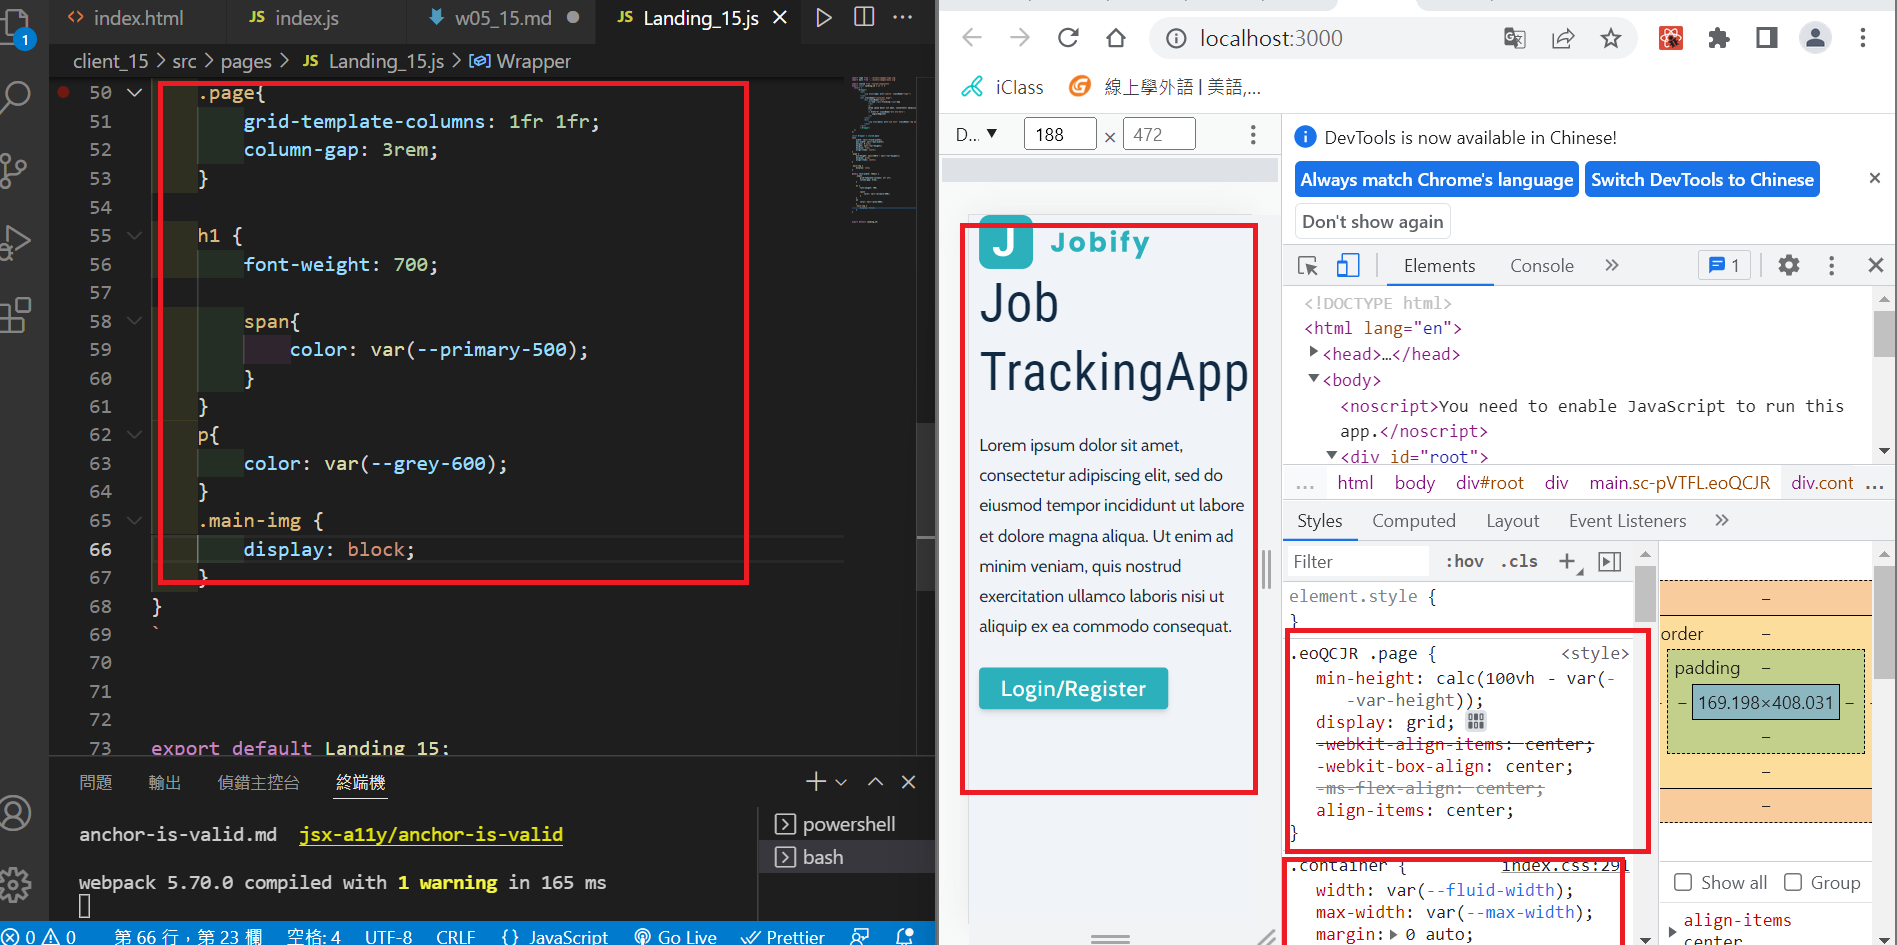 index.html
index.js
w05_15.md
Landing_15.js
client_15 > src > pages > JS Landing_15.js > Wrapper
50 .page{
51 grid-template-columns: 1fr 1fr;
52 column-gap: 3rem;
53 }
54
55 h1 {
56 font-weight: 700;
57
58 span{
59 color: var(--primary-500);
60 }
61 }
62 p{
63 color: var(--grey-600);
64 }
65 .main-img {
66 display: block;
67 }
68 }
69 `
70
71
72
73 export default Landing_15;
問題 輸出 偵錯主控台 終端機
anchor-is-valid.md jsx-a11y/anchor-is-valid
webpack 5.70.0 compiled with 1 warning in 165 ms
powershell
bash
1
0 0 第 66 行，第 23 欄 空格: 4 UTF-8 CRLF {} JavaScript Go Live Prettier
localhost:3000
iClass
線上學外語 | 美語,...
D... ▼ 188 × 472
J Jobify
Job
TrackingApp
Lorem ipsum dolor sit amet,
consectetur adipiscing elit, sed do
eiusmod tempor incididunt ut labore
et dolore magna aliqua. Ut enim ad
minim veniam, quis nostrud
exercitation ullamco laboris nisi ut
aliquip ex ea commodo consequat.
Login/Register
DevTools is now available in Chinese!
Always match Chrome's language
Switch DevTools to Chinese
Don't show again
Elements Console » 1
<!DOCTYPE html>
<html lang="en">
<head>…</head>
<body>
<noscript>You need to enable JavaScript to run this
app.</noscript>
<div id="root">
... html body div#root div main.sc-pVTFL.eoQCJR div.cont ...
Styles Computed Layout Event Listeners »
Filter :hov .cls +
element.style {
}
.eoQCJR .page { <style>
min-height: calc(100vh - var(-
-var-height));
display: grid;
-webkit-align-items: center;
-webkit-box-align: center;
-ms-flex-align: center;
align-items: center;
}
.container { index.css:291
width: var(--fluid-width);
max-width: var(--max-width);
margin: 0 auto;
–
order –
padding –
– 169.198×408.031 –
–
–
–
Show all Group
align-items
center